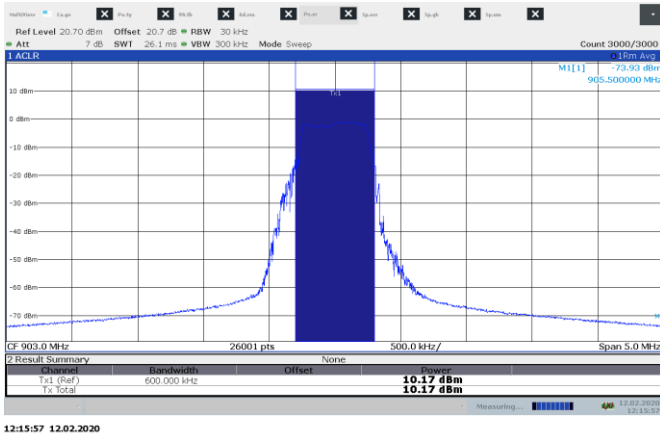 MultiView
Ref Level 20.70 dBm Offset 20.7 dB RBW 30 kHz
Att 7 dB SWT 26.1 ms VBW 300 kHz Mode Sweep Count 3000/3000
1 ACLR 1Rm Avg
M1[1] -73.93 dBm
905.500000 MHz
10 dBm
Tx1
0 dBm
-10 dBm
-20 dBm
-30 dBm
-40 dBm
-50 dBm
-60 dBm
-70 dBm
CF 903.0 MHz 26001 pts 500.0 kHz/ Span 5.0 MHz
2 Result Summary None
Channel Bandwidth Offset Power
Tx1 (Ref) 600.000 kHz 10.17 dBm
Tx Total 10.17 dBm
Measuring... 12.02.2020
12:15:57
12:15:57 12.02.2020